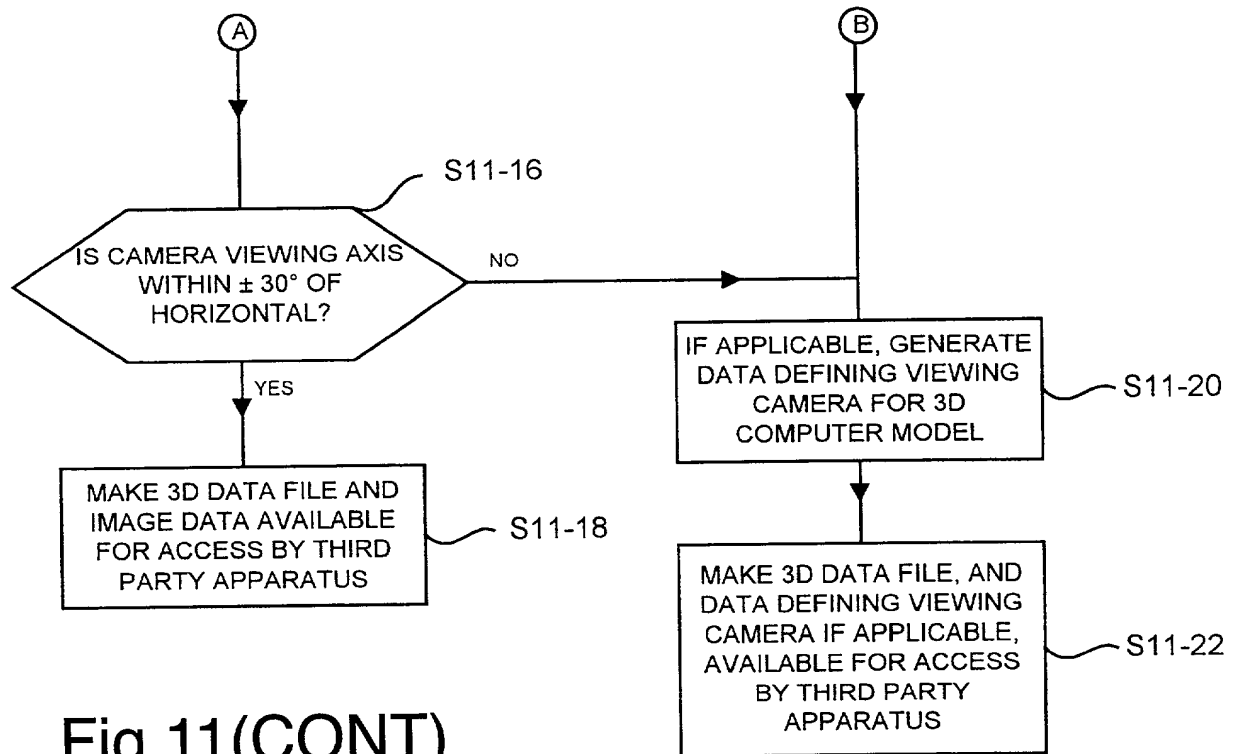 A
B
S11-16
IS CAMERA VIEWING AXIS
WITHIN ± 30° OF
HORIZONTAL?
NO
YES
IF APPLICABLE, GENERATE
DATA DEFINING VIEWING
CAMERA FOR 3D
COMPUTER MODEL
S11-20
MAKE 3D DATA FILE AND
IMAGE DATA AVAILABLE
FOR ACCESS BY THIRD
PARTY APPARATUS
S11-18
MAKE 3D DATA FILE, AND
DATA DEFINING VIEWING
CAMERA IF APPLICABLE,
AVAILABLE FOR ACCESS
BY THIRD PARTY
APPARATUS
S11-22
Fig 11(CONT)